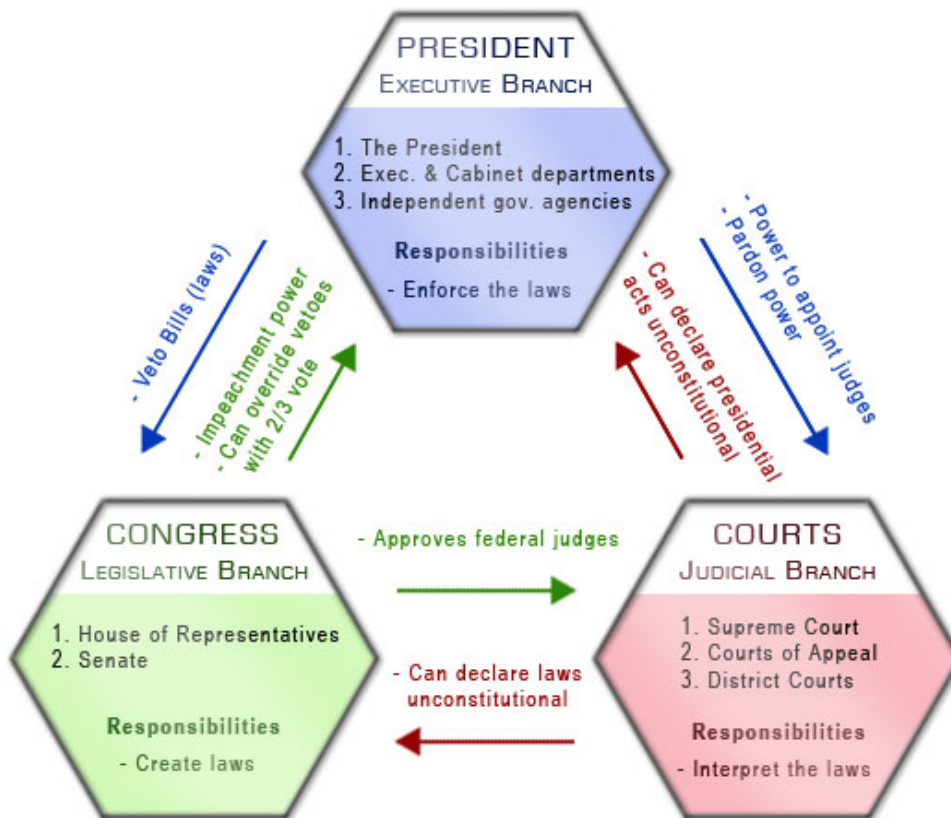 PRESIDENT
EXECUTIVE BRANCH
1. The President
2. Exec. & Cabinet departments
3. Independent gov. agencies
Responsibilities
- Enforce the laws
- Veto Bills (laws)
- Impeachment power
- Can override vetoes
with 2/3 vote
- Can declare presidential
acts unconstitutional
- Power to appoint judges
- Pardon power
CONGRESS
LEGISLATIVE BRANCH
1. House of Representatives
2. Senate
Responsibilities
- Create laws
- Approves federal judges
- Can declare laws
unconstitutional
COURTS
JUDICIAL BRANCH
1. Supreme Court
2. Courts of Appeal
3. District Courts
Responsibilities
- Interpret the laws